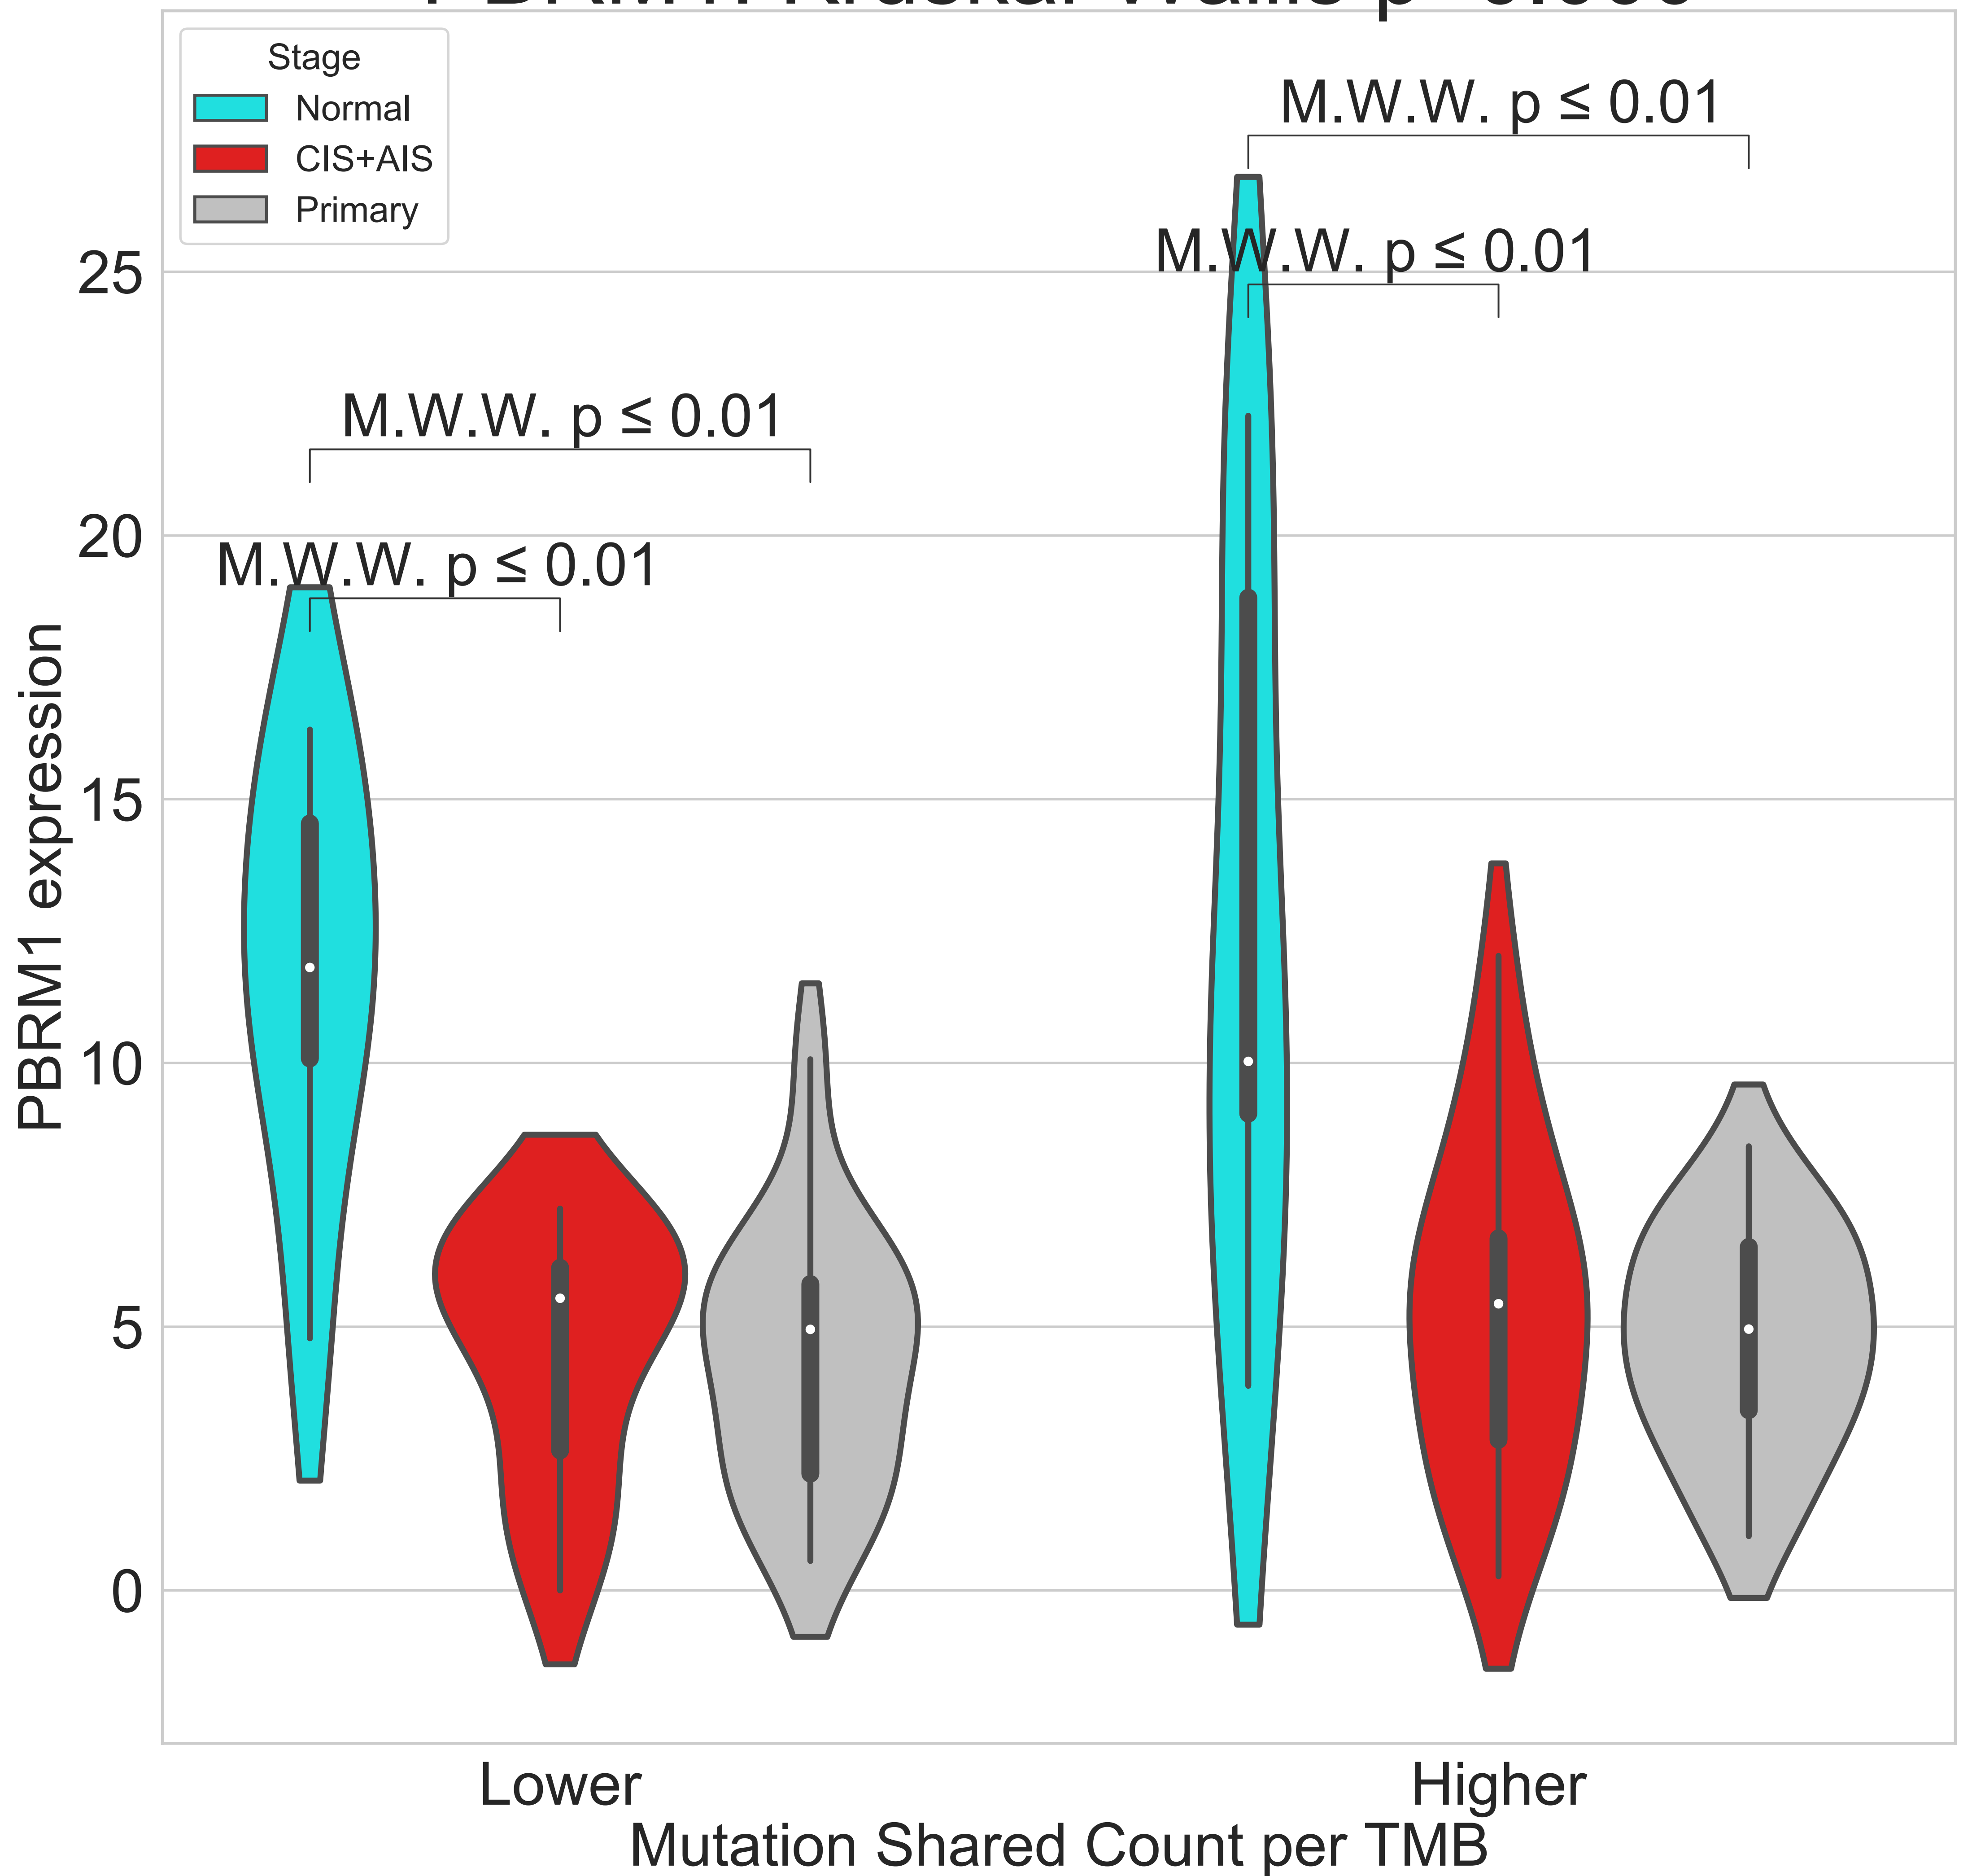 Stage
Normal
CIS+AIS
Primary
M.W.W. p ≤ 0.01
M.W.W. p ≤ 0.01
M.W.W. p ≤ 0.01
M.W.W. p ≤ 0.01
25
20
15
10
5
0
PBRM1 expression
Lower
Higher
Mutation Shared Count per TMB